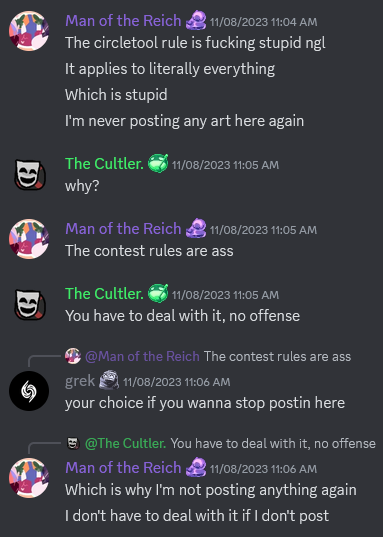 Man of the Reich 11/08/2023 11:04 AM
The circletool rule is fucking stupid ngl
It applies to literally everything
Which is stupid
I'm never posting any art here again
The Cultler. 11/08/2023 11:05 AM
why?
Man of the Reich 11/08/2023 11:05 AM
The contest rules are ass
The Cultler. 11/08/2023 11:05 AM
You have to deal with it, no offense
@Man of the Reich The contest rules are ass
grek 11/08/2023 11:06 AM
your choice if you wanna stop postin here
@The Cultler. You have to deal with it, no offense
Man of the Reich 11/08/2023 11:06 AM
Which is why I'm not posting anything again
I don't have to deal with it if I don't post